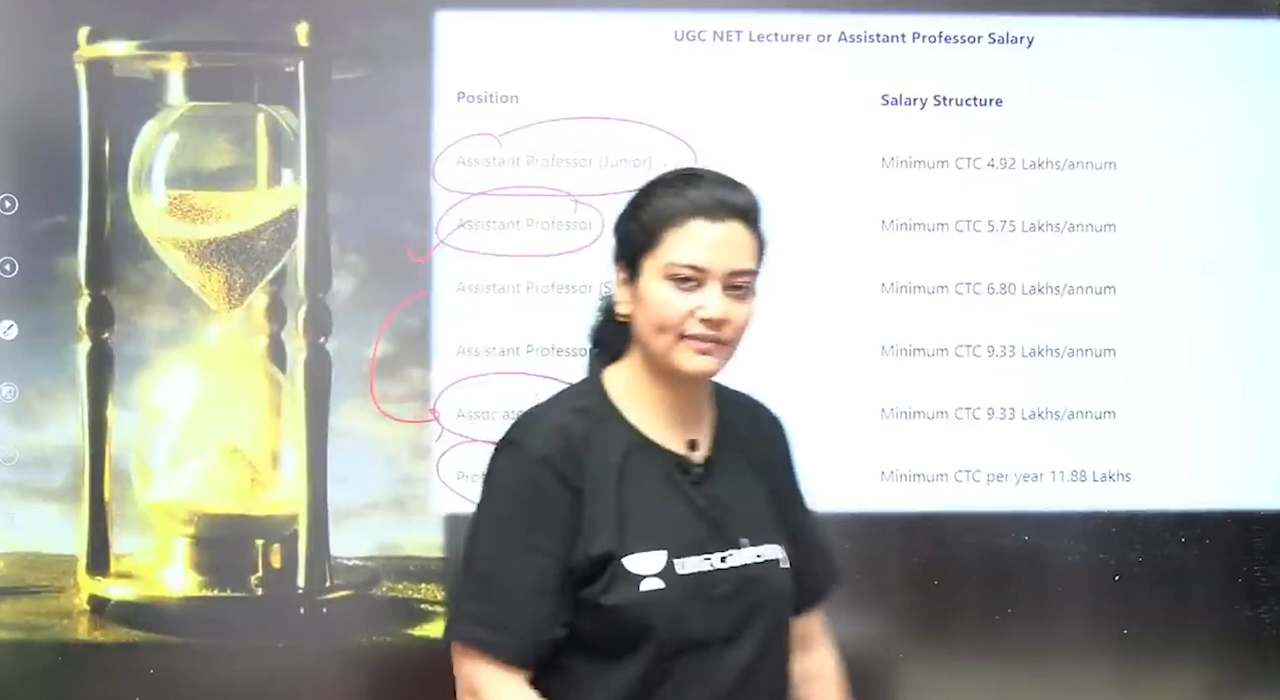 UGC NET Lecturer or Assistant Professor Salary
Position Salary Structure
Assistant Professor (Junior) Minimum CTC 4.92 Lakhs/annum
Assistant Professor Minimum CTC 5.75 Lakhs/annum
Assistant Professor (S Minimum CTC 6.80 Lakhs/annum
Assistant Professor Minimum CTC 9.33 Lakhs/annum
Minimum CTC 9.33 Lakhs/annum
Minimum CTC per year 11.88 Lakhs
unacademy